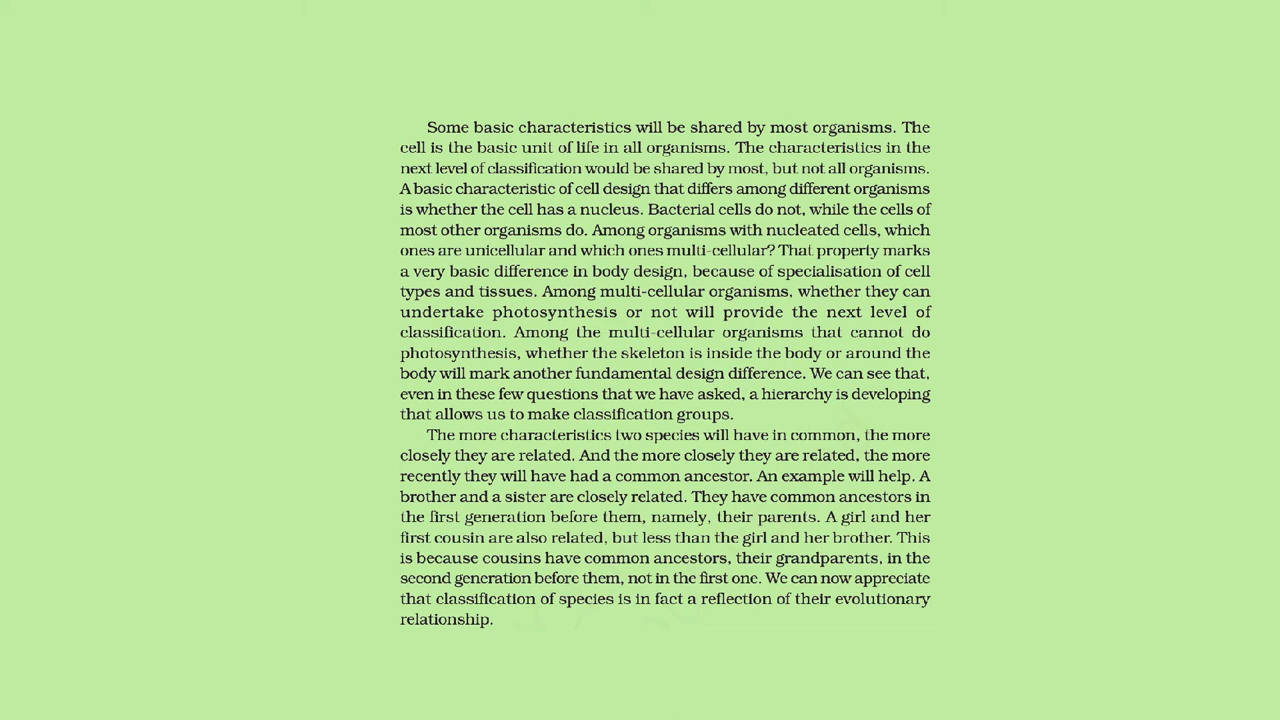 Some basic characteristics will be shared by most organisms. The
cell is the basic unit of life in all organisms. The characteristics in the
next level of classification would be shared by most, but not all organisms.
A basic characteristic of cell design that differs among different organisms
is whether the cell has a nucleus. Bacterial cells do not, while the cells of
most other organisms do. Among organisms with nucleated cells, which
ones are unicellular and which ones multi-cellular? That property marks
a very basic difference in body design, because of specialisation of cell
types and tissues. Among multi-cellular organisms, whether they can
undertake photosynthesis or not will provide the next level of
classification. Among the multi-cellular organisms that cannot do
photosynthesis, whether the skeleton is inside the body or around the
body will mark another fundamental design difference. We can see that,
even in these few questions that we have asked, a hierarchy is developing
that allows us to make classification groups.
The more characteristics two species will have in common, the more
closely they are related. And the more closely they are related, the more
recently they will have had a common ancestor. An example will help. A
brother and a sister are closely related. They have common ancestors in
the first generation before them, namely, their parents. A girl and her
first cousin are also related, but less than the girl and her brother. This
is because cousins have common ancestors, their grandparents, in the
second generation before them, not in the first one. We can now appreciate
that classification of species is in fact a reflection of their evolutionary
relationship.